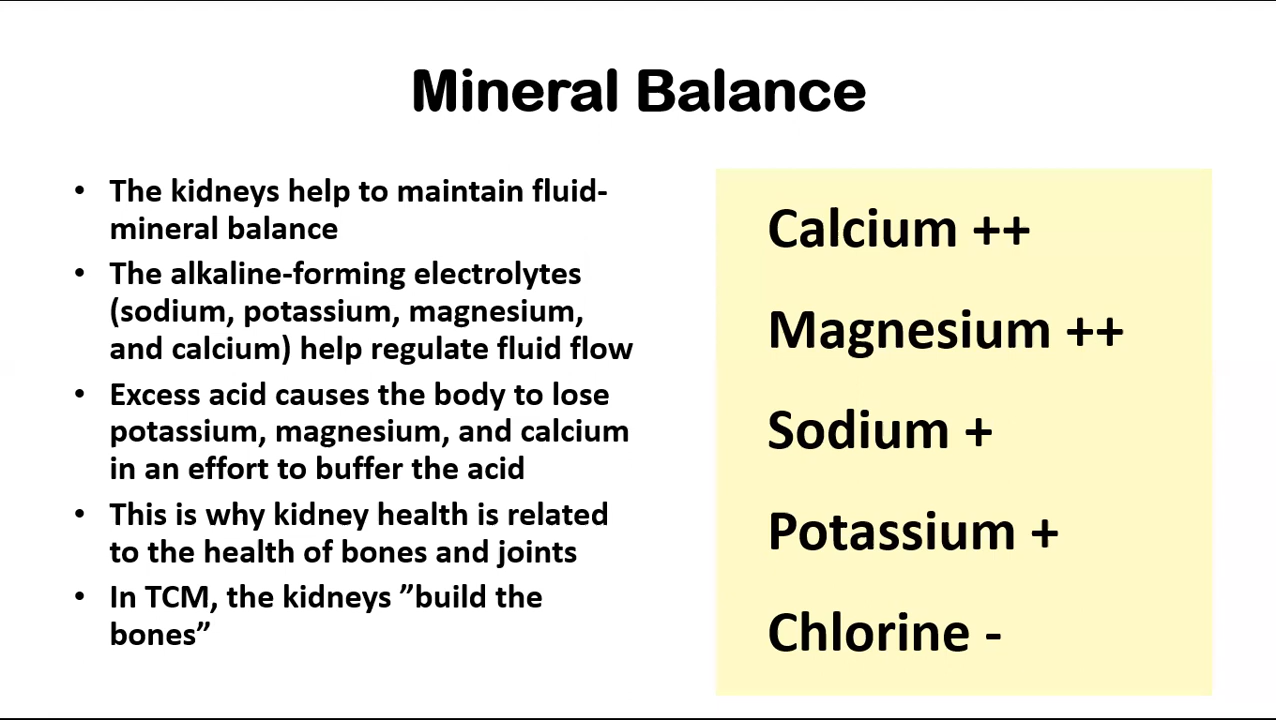 Mineral Balance
• The kidneys help to maintain fluid-
mineral balance
• The alkaline-forming electrolytes
(sodium, potassium, magnesium,
and calcium) help regulate fluid flow
• Excess acid causes the body to lose
potassium, magnesium, and calcium
in an effort to buffer the acid
• This is why kidney health is related
to the health of bones and joints
• In TCM, the kidneys ”build the
bones”
Calcium ++
Magnesium ++
Sodium +
Potassium +
Chlorine -